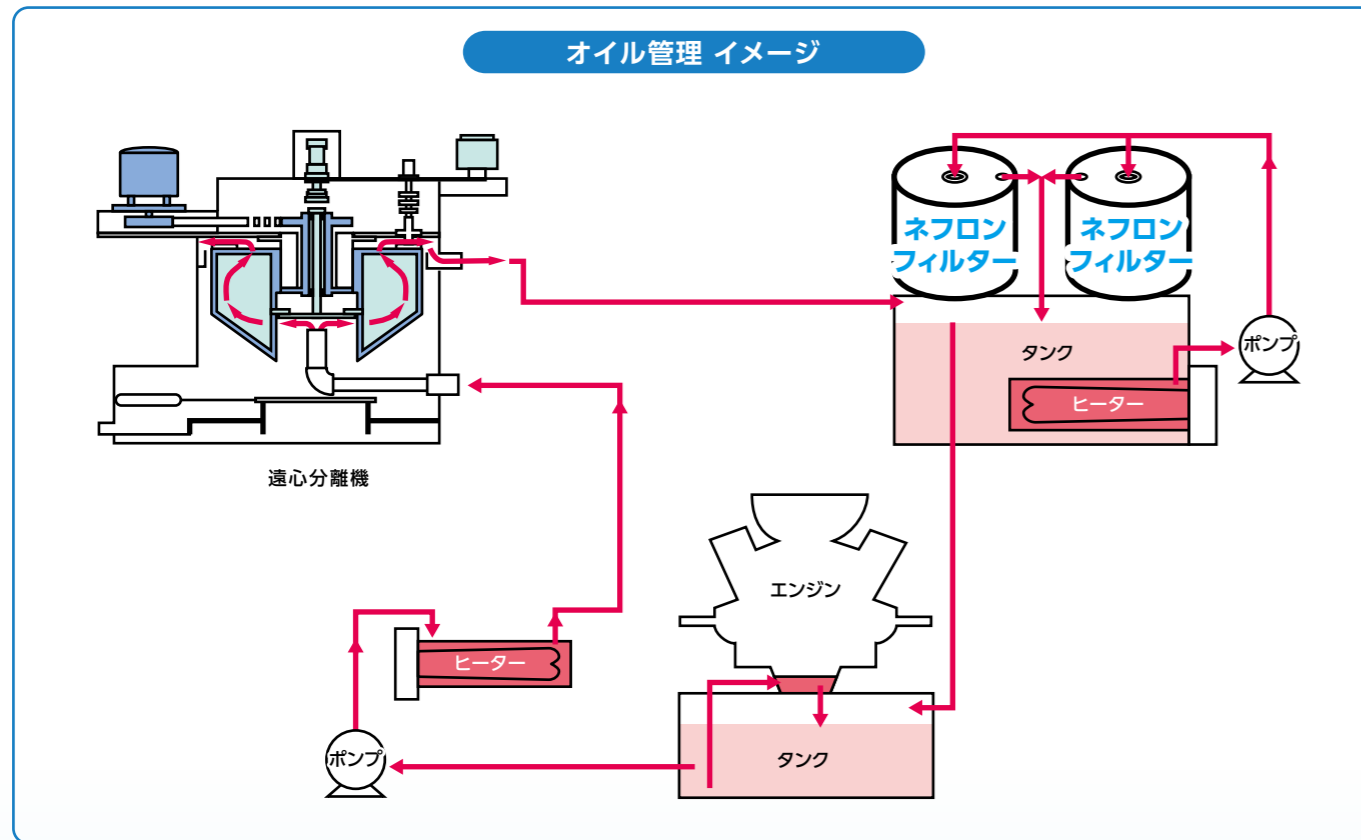 オイル管理 イメージ
ネフロン
フィルター
ネフロン
フィルター
ポンプ
タンク
ヒーター
遠心分離機
エンジン
ヒーター
ポンプ
タンク